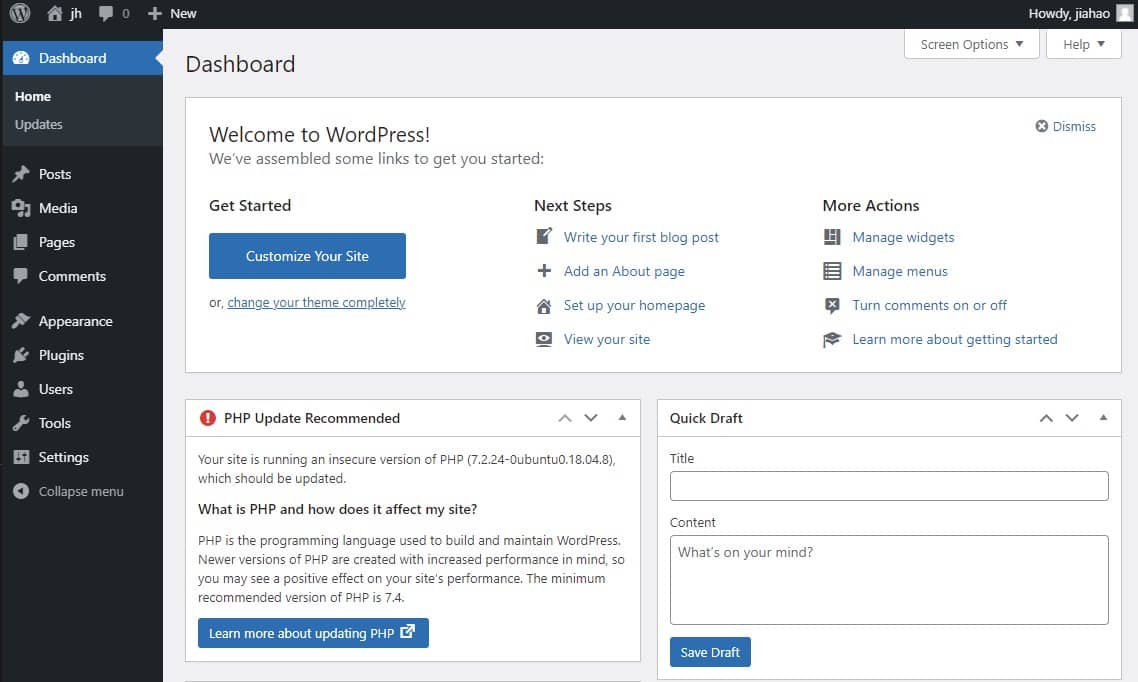 jh 0 New Howdy, jiahao
Dashboard
Home
Updates
Posts
Media
Pages
Comments
Appearance
Plugins
Users
Tools
Settings
Collapse menu
Screen Options Help
Dashboard
Welcome to WordPress!
Dismiss
We've assembled some links to get you started:
Get Started
Customize Your Site
or, change your theme completely
Next Steps
Write your first blog post
Add an About page
Set up your homepage
View your site
More Actions
Manage widgets
Manage menus
Turn comments on or off
Learn more about getting started
PHP Update Recommended
Your site is running an insecure version of PHP (7.2.24-0ubuntu0.18.04.8),
which should be updated.
What is PHP and how does it affect my site?
PHP is the programming language used to build and maintain WordPress.
Newer versions of PHP are created with increased performance in mind, so
you may see a positive effect on your site's performance. The minimum
recommended version of PHP is 7.4.
Learn more about updating PHP
Quick Draft
Title
Content
What's on your mind?
Save Draft